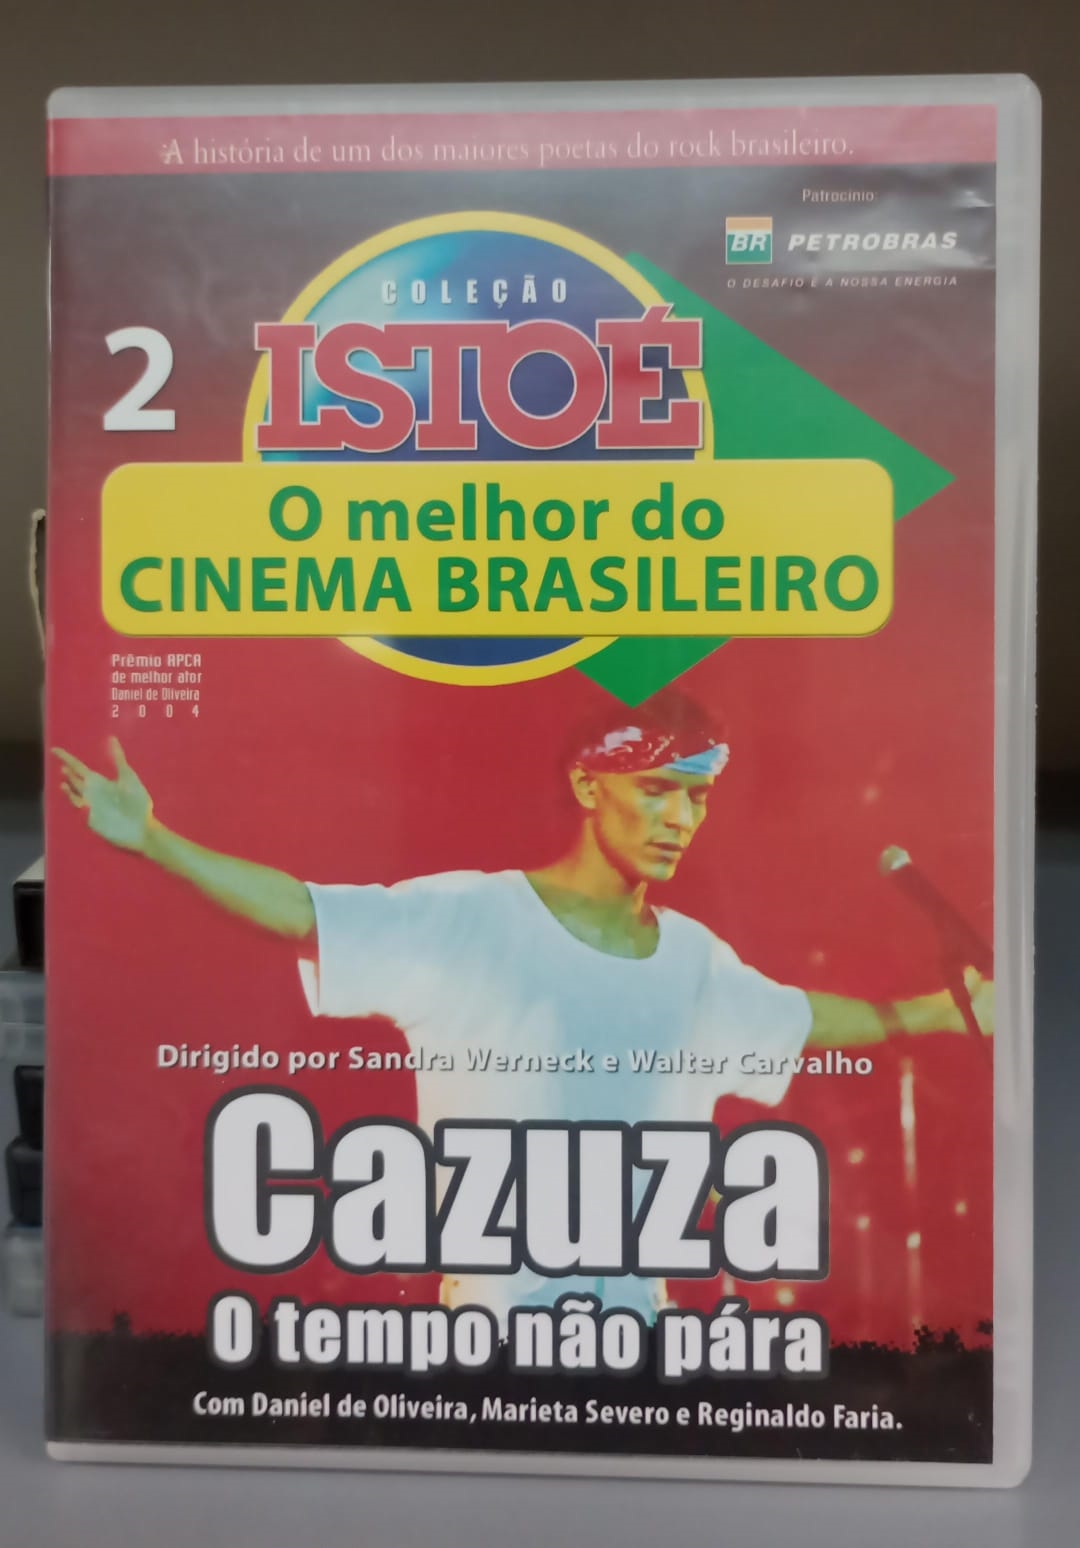 A história de um dos maiores poetas do rock brasileiro.
Patrocínio:
BR PETROBRAS
O DESAFIO É A NOSSA ENERGIA
COLEÇÃO
2
ISTOÉ
O melhor do
CINEMA BRASILEIRO
Prêmio APCA
de melhor ator
Daniel de Oliveira
2004
Dirigido por Sandra Werneck e Walter Carvalho
Cazuza
O tempo não pára
Com Daniel de Oliveira, Marieta Severo e Reginaldo Faria.